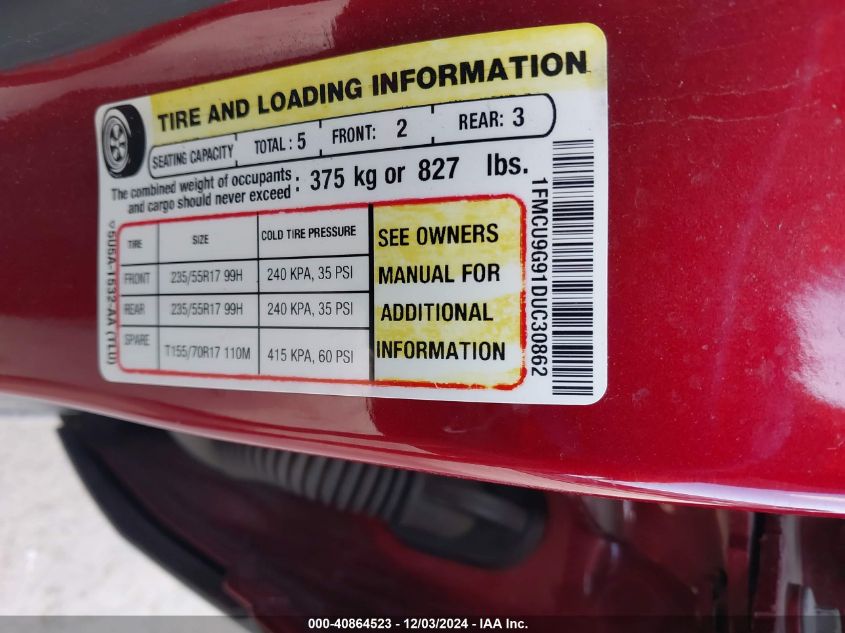 TIRE AND LOADING INFORMATION
SEATING CAPACITY TOTAL : 5 FRONT: 2 REAR: 3
The combined weight of occupants and cargo should never exceed : 375 kg or 827 lbs.
TIRE SIZE COLD TIRE PRESSURE
FRONT 235/55R17 99H 240 KPA, 35 PSI
REAR 235/55R17 99H 240 KPA, 35 PSI
SPARE T155/70R17 110M 415 KPA, 60 PSI
SEE OWNERS
MANUAL FOR
ADDITIONAL
INFORMATION
1FMCU9G91DUC30862
000-40864523 - 12/03/2024 - IAA Inc.